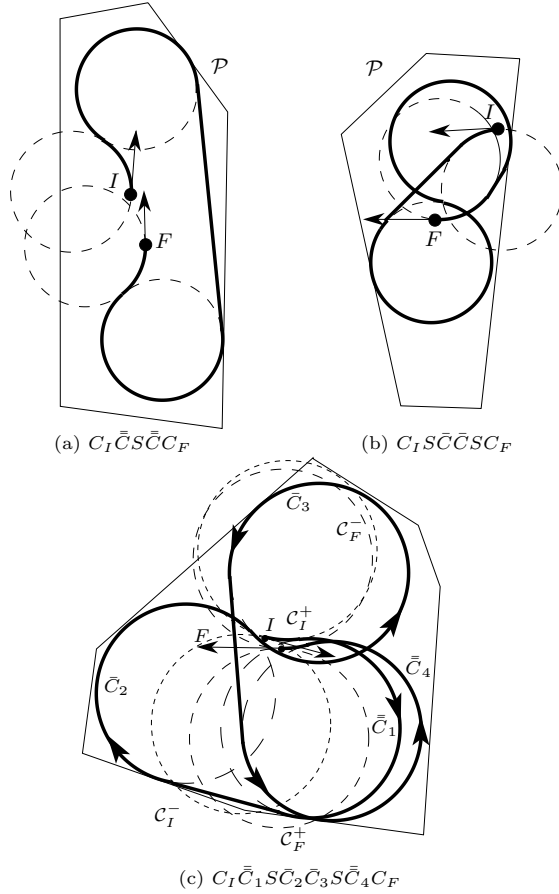 𝒫
I
F
(a) C_I C̿ S C̿ C_F
𝒫
I
F
(b) C_I S C̄ C̄ S C_F
C̄_3
𝒞_F^-
I
𝒞_I^+
F
C̿_4
C̄_2
C̿_1
𝒞_I^-
𝒞_F^+
(c) C_I C̿_1 S C̄_2 C̄_3 S C̿_4 C_F